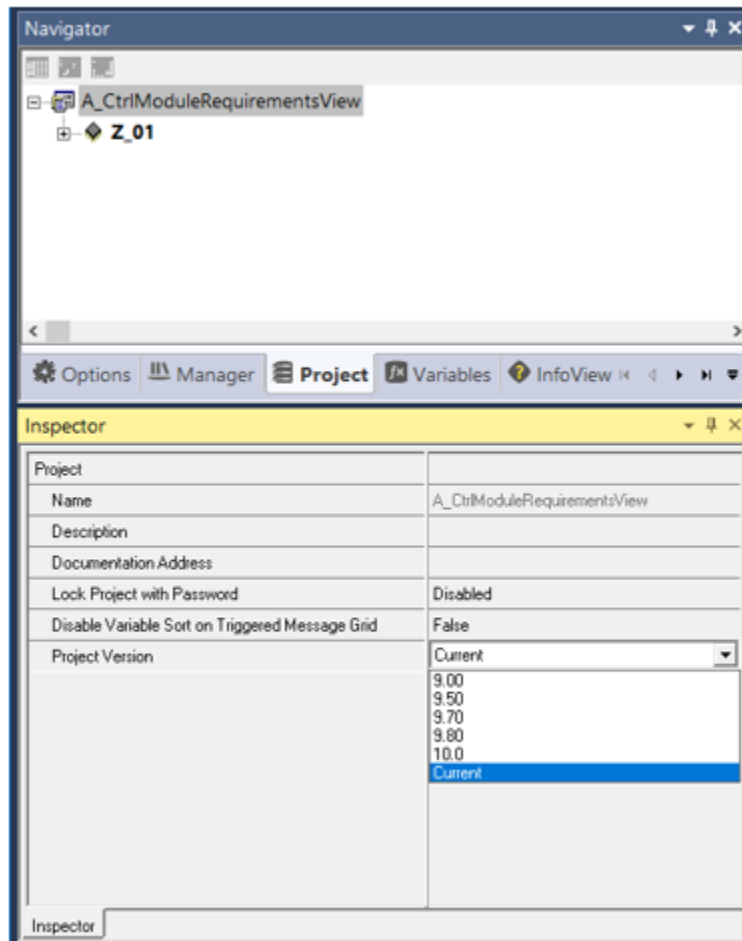 Navigator
A_CtrlModuleRequirementsView
Z_01
Options Manager Project Variables InfoView
Inspector
Project
Name A_CtrlModuleRequirementsView
Description
Documentation Address
Lock Project with Password Disabled
Disable Variable Sort on Triggered Message Grid False
Project Version Current
9.00
9.50
9.70
9.80
10.0
Current
Inspector